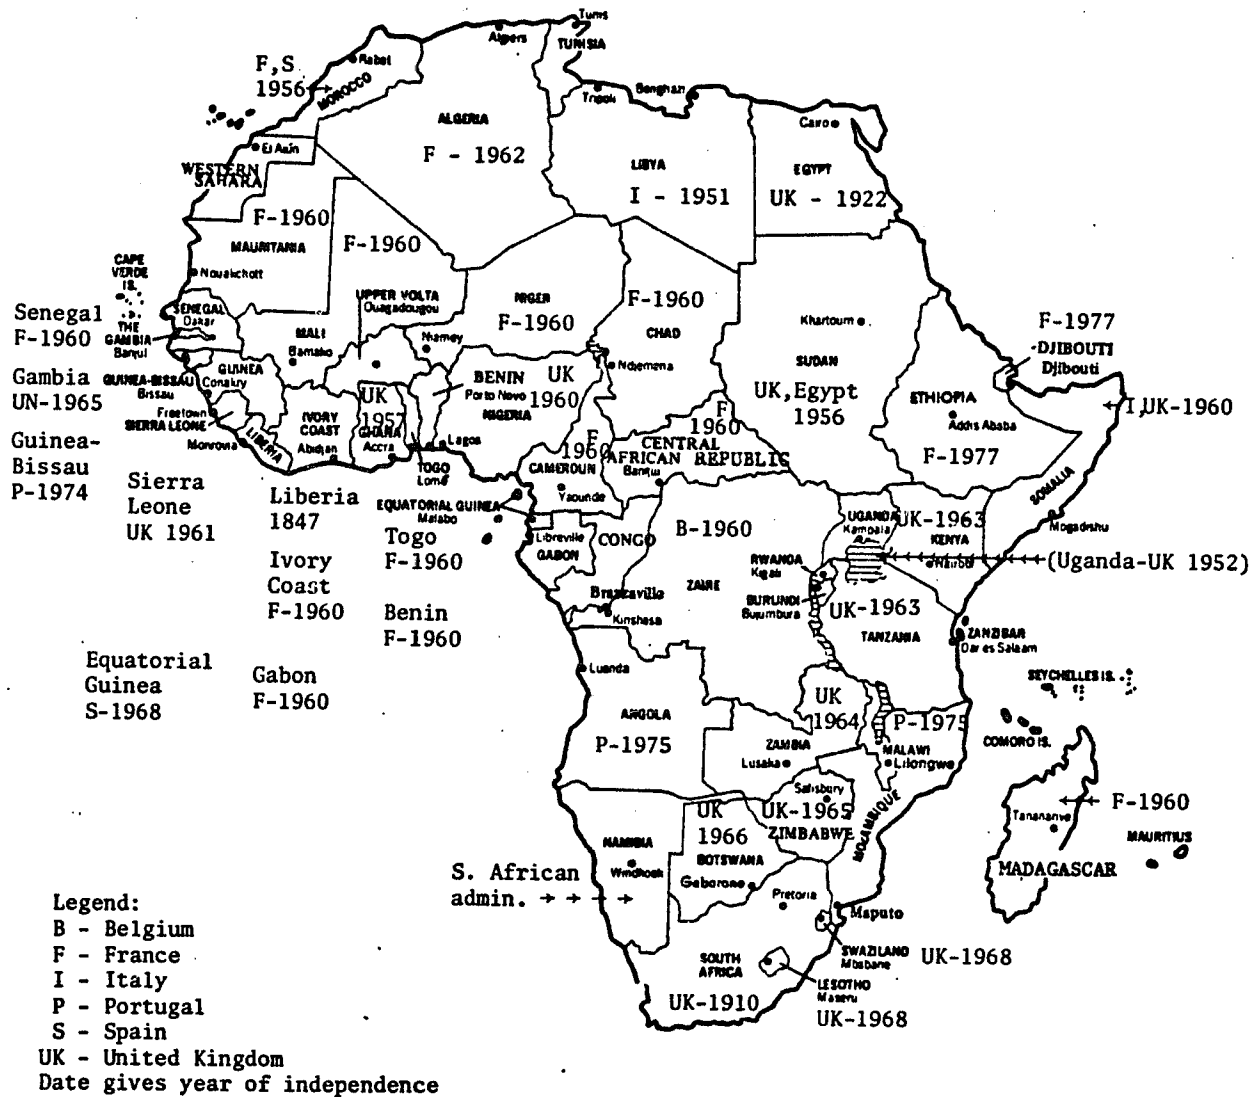 Tunis
Algiers
TUNISIA
Rabat
F,S
1956
MOROCCO
Tripoli
Benghazi
Cairo
ALGERIA
F - 1962
LIBYA
I - 1951
EGYPT
UK - 1922
El Aaiún
WESTERN
SAHARA
F-1960
MAURITANIA
Nouakchott
F-1960
CAPE
VERDE
IS.
UPPER VOLTA
Ouagadougou
NIGER
F-1960
Niamey
F-1960
CHAD
Ndjemena
Khartoum
SUDAN
UK, Egypt
1956
F-1977
DJIBOUTI
Djibouti
Senegal
F-1960
SENEGAL
Dakar
THE
GAMBIA
Banjul
MALI
Bamako
Gambia
UN-1965
GUINEA-BISSAU
Bissau
GUINEA
Conakry
Freetown
SIERRA LEONE
Monrovia
LIBERIA
IVORY
COAST
Abidjan
UK
1957
GHANA
Accra
BENIN
Porto Novo
UK
1960
NIGERIA
Lagos
TOGO
Lomé
ETHIOPIA
Addis Ababa
F-1977
I,UK-1960
SOMALIA
Mogadishu
Guinea-
Bissau
P-1974
F
1960
CAMEROUN
Yaounde
F
1960
CENTRAL
AFRICAN REPUBLIC
Bangui
Sierra
Leone
UK 1961
Liberia
1847
EQUATORIAL GUINEA
Malabo
Togo
F-1960
Ivory
Coast
F-1960
Benin
F-1960
Libreville
GABON
CONGO
Brazzaville
Kinshasa
B-1960
ZAIRE
UGANDA
Kampala
UK-1963
KENYA
Nairobi
(Uganda-UK 1952)
RWANDA
Kigali
BURUNDI
Bujumbura
UK-1963
TANZANIA
ZANZIBAR
Dar es Salaam
Equatorial
Guinea
S-1968
Gabon
F-1960
SEYCHELLES IS.
COMORO IS.
Luanda
ANGOLA
P-1975
UK
1964
ZAMBIA
Lusaka
P-1975
MALAWI
Lilongwe
MOZAMBIQUE
Salisbury
UK-1965
ZIMBABWE
F-1960
Tananarive
MADAGASCAR
MAURITIUS
NAMIBIA
Windhoek
S. African
admin.
UK
1966
BOTSWANA
Gaborone
Pretoria
Maputo
SWAZILAND
Mbabane
UK-1968
SOUTH
AFRICA
UK-1910
LESOTHO
Maseru
UK-1968
Legend:
B - Belgium
F - France
I - Italy
P - Portugal
S - Spain
UK - United Kingdom
Date gives year of independence